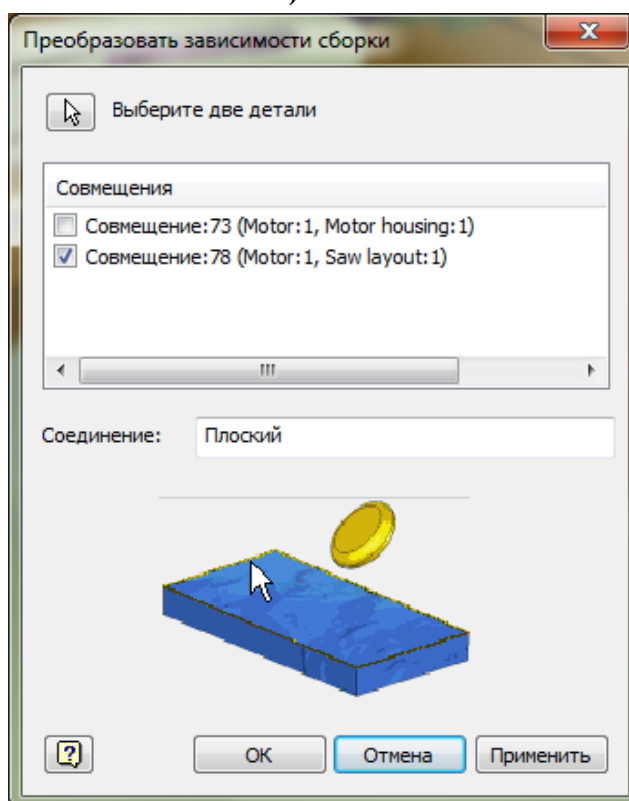 )
Преобразовать зависимости сборки
Выберите две детали
Совмещения
Совмещение:73 (Motor:1, Motor housing:1)
Совмещение:78 (Motor:1, Saw layout:1)
Соединение: Плоский
ОК Отмена Применить